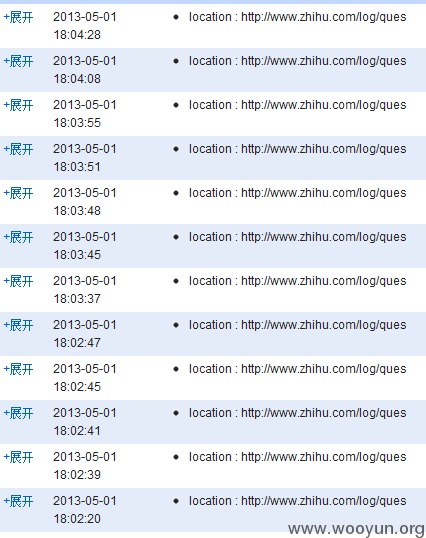 +展开 2013-05-01 • location : http://www.zhihu.com/log/ques
18:04:28
+展开 2013-05-01 • location : http://www.zhihu.com/log/ques
18:04:08
+展开 2013-05-01 • location : http://www.zhihu.com/log/ques
18:03:55
+展开 2013-05-01 • location : http://www.zhihu.com/log/ques
18:03:51
+展开 2013-05-01 • location : http://www.zhihu.com/log/ques
18:03:48
+展开 2013-05-01 • location : http://www.zhihu.com/log/ques
18:03:45
+展开 2013-05-01 • location : http://www.zhihu.com/log/ques
18:03:37
+展开 2013-05-01 • location : http://www.zhihu.com/log/ques
18:02:47
+展开 2013-05-01 • location : http://www.zhihu.com/log/ques
18:02:45
+展开 2013-05-01 • location : http://www.zhihu.com/log/ques
18:02:41
+展开 2013-05-01 • location : http://www.zhihu.com/log/ques
18:02:39
+展开 2013-05-01 • location : http://www.zhihu.com/log/ques
18:02:20
www.wooyun.org